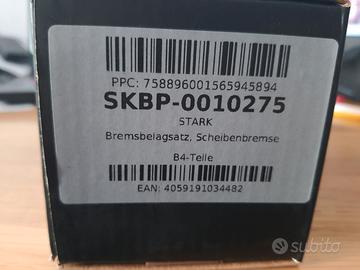 PPC: 758896001565945894
SKBP-0010275
STARK
Bremsbelagsatz, Scheibenbremse
B4-Teile
EAN: 4059191034482
subito